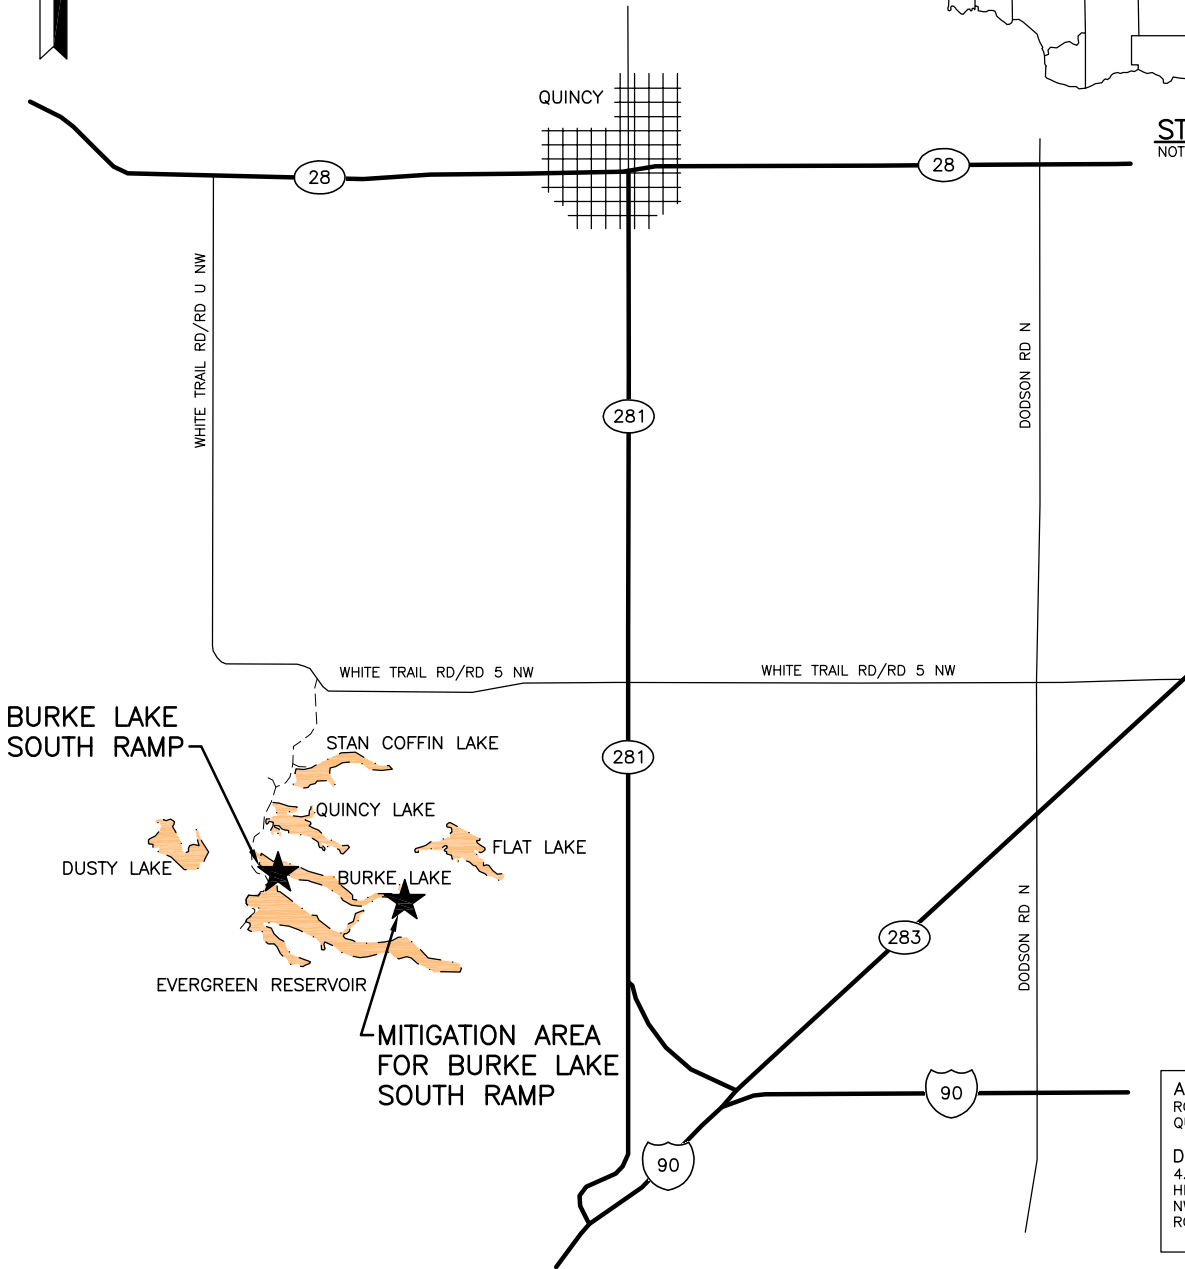 QUINCY
ST
NOT
28
28
WHITE TRAIL RD/RD U NW
DODSON RD N
281
WHITE TRAIL RD/RD 5 NW
WHITE TRAIL RD/RD 5 NW
BURKE LAKE
SOUTH RAMP
STAN COFFIN LAKE
281
QUINCY LAKE
FLAT LAKE
DUSTY LAKE
BURKE LAKE
283
DODSON RD N
EVERGREEN RESERVOIR
MITIGATION AREA
FOR BURKE LAKE
SOUTH RAMP
90
90
A
QU
D
4.